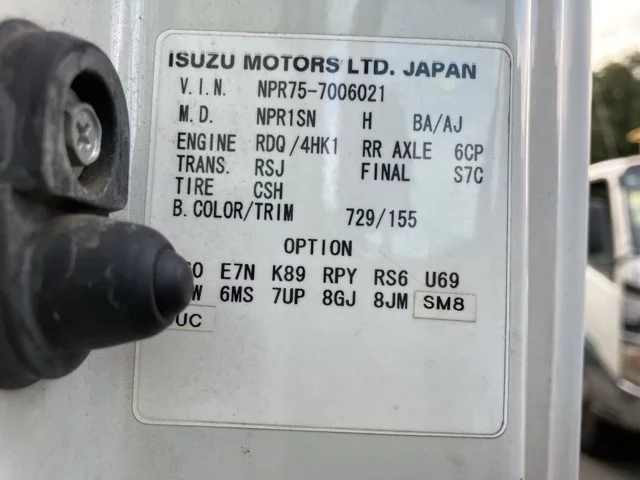 ISUZU MOTORS LTD. JAPAN
V.I.N. NPR75-7006021
M.D. NPR1SN H BA/AJ
ENGINE RDQ/4HK1 RR AXLE 6CP
TRANS. RSJ FINAL S7C
TIRE CSH
B.COLOR/TRIM 729/155
OPTION
E7N K89 RPY RS6 U69
6MS 7UP 8GJ 8JM SM8
UC